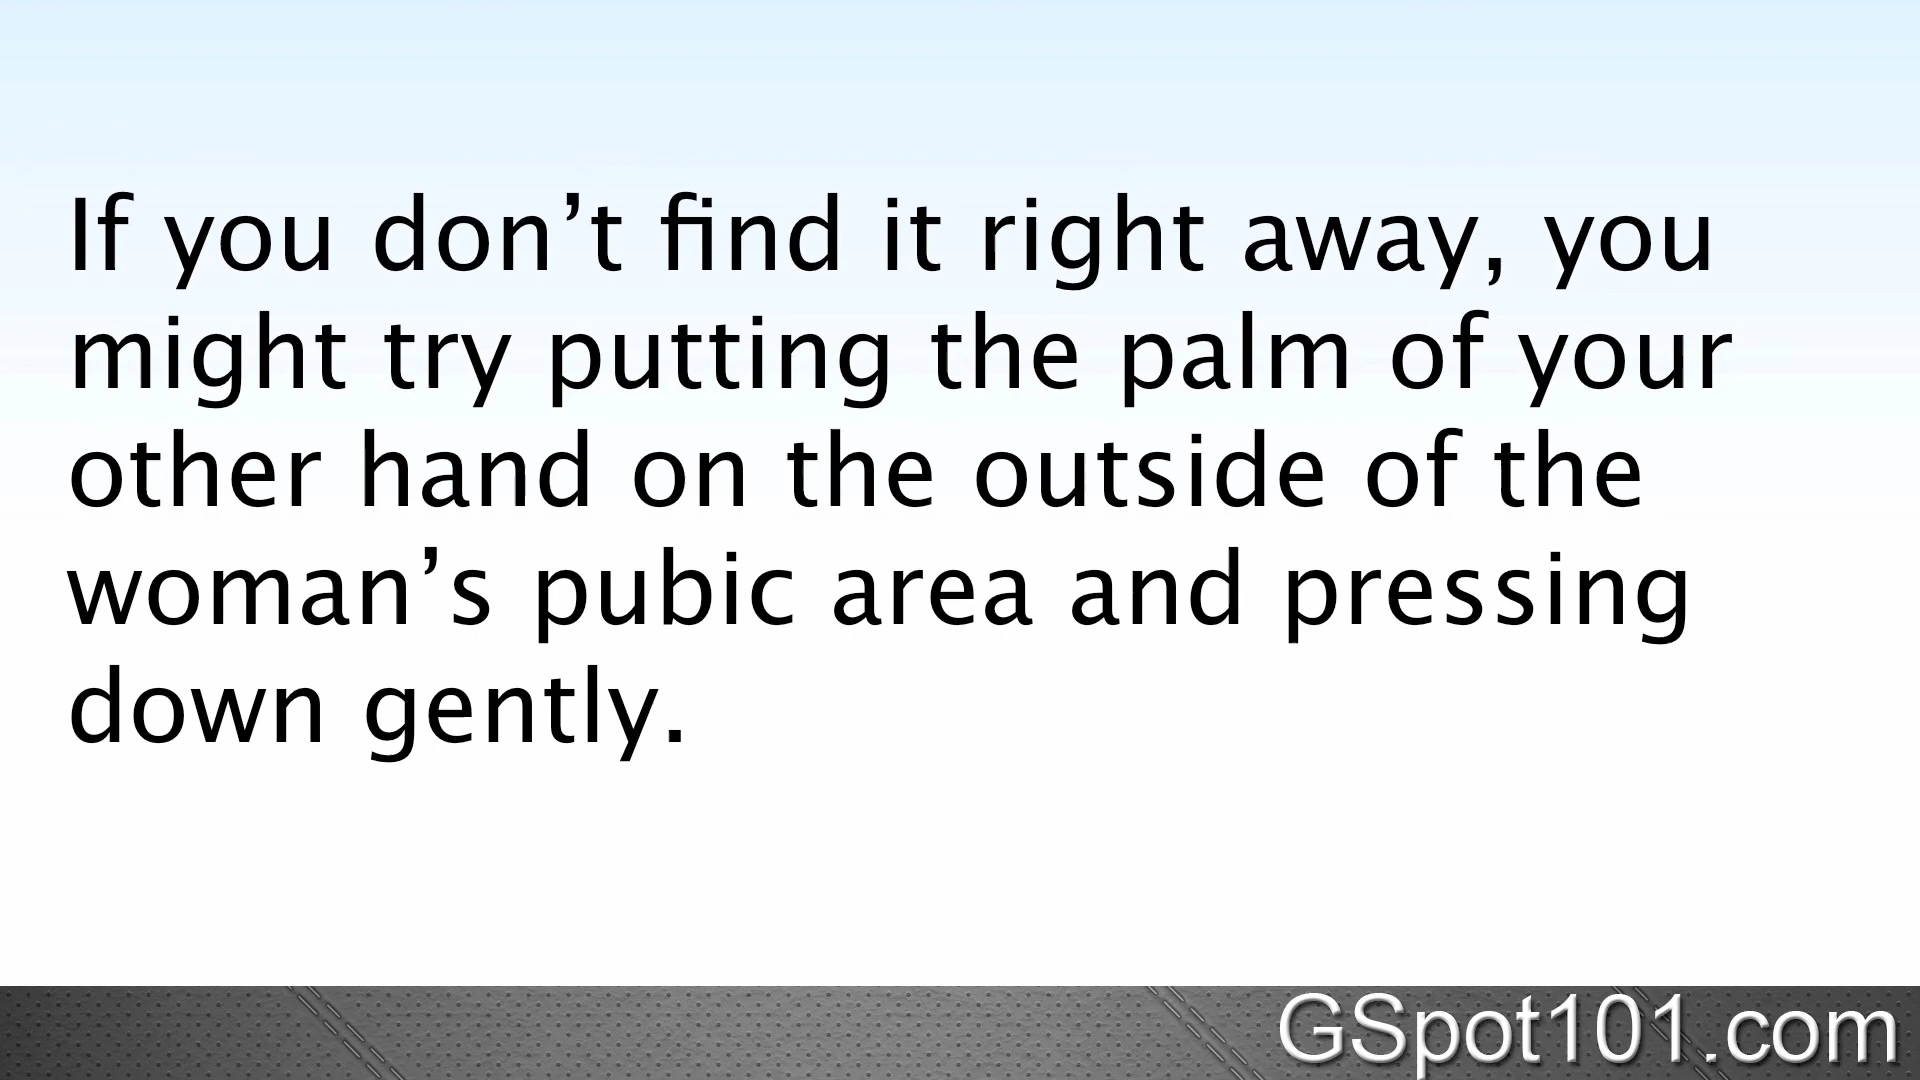 If you don’t find it right away, you
might try putting the palm of your
other hand on the outside of the
woman’s pubic area and pressing
down gently.
GSpot101.com